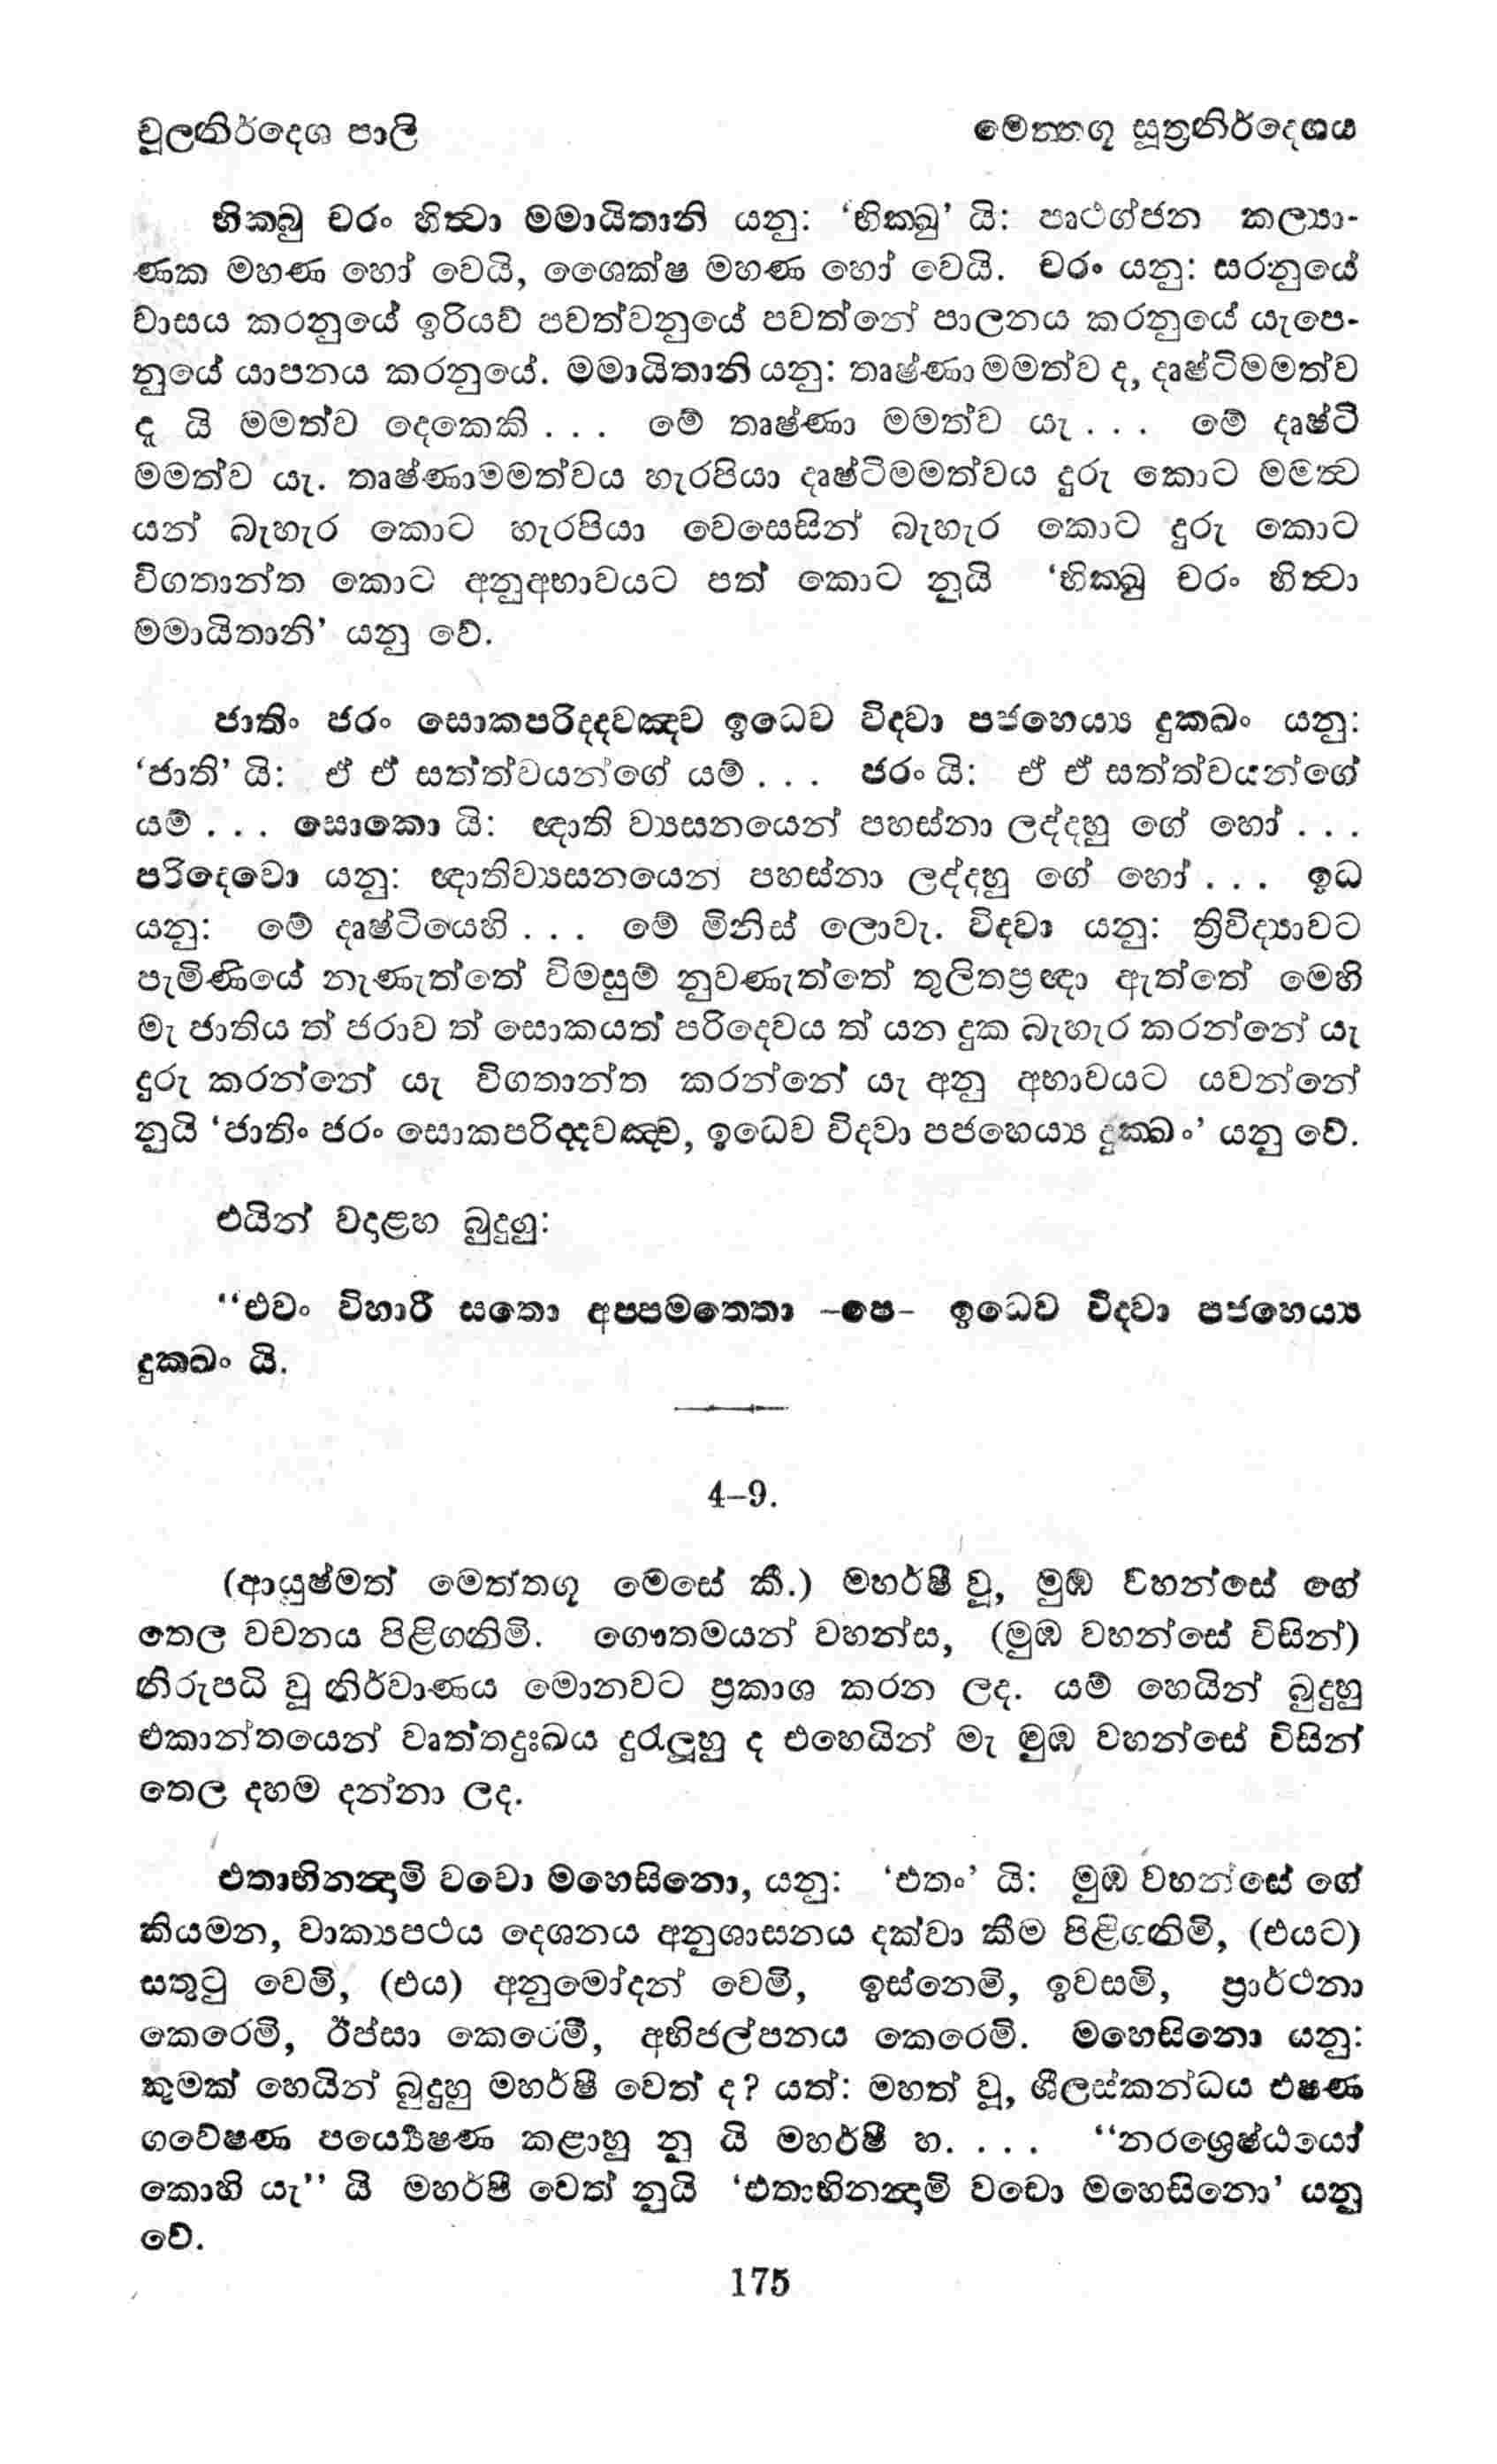 චූලනිර්දෙශ පාලි	මෙත්තගූ සූත්‍රනිර්දෙශය
භික්ඛු චරං හිත්වා මමායිතානි යනු: ‘භික්ඛු’ යි: පෘථග්ජන කල්‍යා-
ණක මහණ හෝ වෙයි, ශෛක්ෂ මහණ හෝ වෙයි. චරං යනු: සරනුයේ
වාසය කරනුයේ ඉරියව් පවත්වනුයේ පවත්නේ පාලනය කරනුයේ යැපෙ-
නුයේ යාපනය කරනුයේ. මමායිතානි යනු: තෘෂ්ණා මමත්ව ද, දෘෂ්ටිමමත්ව
ද යි මමත්ව දෙකෙකි . . . මේ තෘෂ්ණා මමත්ව යැ . . . මේ දෘෂ්ටි
මමත්ව යැ. තෘෂ්ණාමමත්වය හැරපියා දෘෂ්ටිමමත්වය දුරු කොට මමත්ව
යන් බැහැර කොට හැරපියා වෙසෙසින් බැහැර කොට දුරු කොට
විගතාන්ත කොට අනුඅභාවයට පත් කොට නුයි ‘භික්ඛු චරං හිත්වා
මමායිතානි’ යනු වේ.
ජාතිං ජරං සොකපරිද්දවඤ්ච ඉධෙව විද්වා පජහෙය්‍ය දුක්ඛං යනු:
‘ජාති’ යි: ඒ ඒ සත්ත්වයන්ගේ යම් . . . ජරං යි: ඒ ඒ සත්ත්වයන්ගේ
යම් . . . සොකො යි: ඥාති ව්‍යසනයෙන් පහස්නා ලද්දහු ගේ හෝ . . .
පරිදෙවො යනු: ඥාතිව්‍යසනයෙන් පහස්නා ලද්දහු ගේ හෝ . . . ඉධ
යනු: මේ දෘෂ්ටියෙහි . . . මේ මිනිස් ලොවැ. විද්වා යනු: ත්‍රිවිද්‍යාවට
පැමිණියේ නැණැත්තේ විමසුම් නුවණැත්තේ තුලිතප්‍රඥා ඇත්තේ මෙහි
මැ ජාතිය ත් ජරාව ත් සොකයත් පරිදෙවය ත් යන දුක බැහැර කරන්නේ යැ
දුරු කරන්නේ යැ විගතාන්ත කරන්නේ යැ අනු අභාවයට යවන්නේ
නුයි ‘ජාතිං ජරං සොකපරිද්දවඤ්ච, ඉධෙව විද්වා පජහෙය්‍ය දුක්ඛං’ යනු වේ.
එයින් වදාළහ බුදුහු:
“එවං විහාරී සතො අප්පමත්තො -පෙ- ඉධෙව විද්වා පජහෙය්‍ය
දුක්ඛං යි.
4–9.
(ආයුෂ්මත් මෙත්තගූ මෙසේ කී.) මහර්ෂි වූ, මුඹ වහන්සේ ගේ
තෙල වචනය පිළිගනිමි. ගෞතමයන් වහන්ස, (මුඹ වහන්සේ විසින්)
නිරුපධි වූ නිර්වාණය මොනවට ප්‍රකාශ කරන ලද. යම් හෙයින් බුදුහු
එකාන්තයෙන් වෘත්තදුඃඛය දුරැලූහු ද එහෙයින් මැ මුඹ වහන්සේ විසින්
තෙල දහම දන්නා ලද.
එතාභිනන්‍දාමි වචො මහෙසිනො, යනු: ‘එතං’ යි: මුඹ වහන්සේ ගේ
කියමන, වාක්‍යපථය දෙශනය අනුශාසනය දක්වා කීම පිළිගනිමි, (එයට)
සතුටු වෙමි, (එය) අනුමෝදන් වෙමි, ඉස්නෙමි, ඉවසමි, ප්‍රාර්ථනා
කෙරෙමි, ඊප්සා කෙරෙමි, අභිජල්පනය කෙරෙමි. මහෙසිනො යනු:
කුමක් හෙයින් බුදුහු මහර්ෂි වෙත් ද? යත්: මහත් වූ, ශීලස්කන්ධය එෂණ
ගවේෂණ පර්‍ය්‍යෙෂණ කළාහු නු යි මහර්ෂි හ. . . . “නරශ්‍රේෂ්ඨයෝ
කොහි යැ” යි මහර්ෂි වෙත් නුයි ‘එතාභිනන්‍දාමි වචො මහෙසිනො’ යනු
වේ.
175